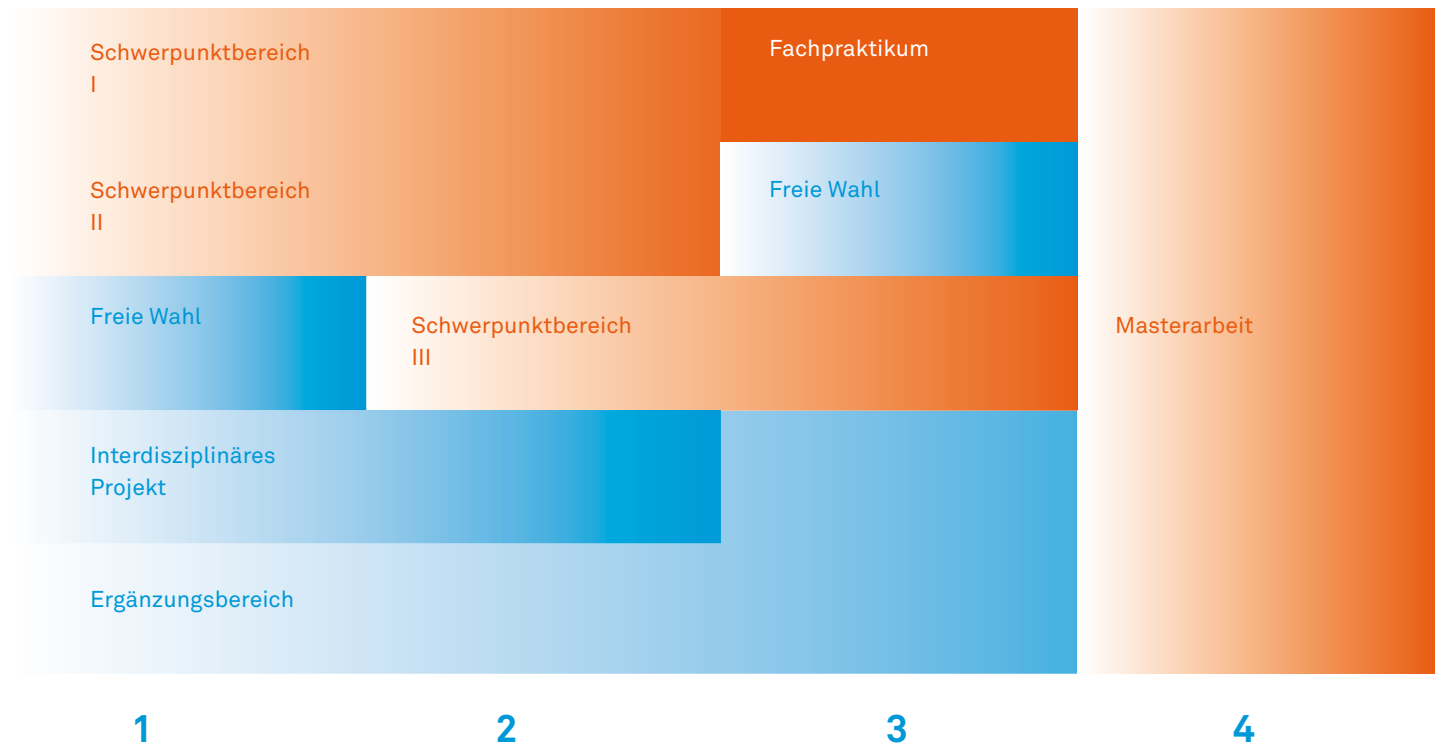 Schwerpunktbereich
I
Fachpraktikum
Schwerpunktbereich
II
Freie Wahl
Freie Wahl
Schwerpunktbereich
III
Masterarbeit
Interdisziplinäres
Projekt
Ergänzungsbereich
1
2
3
4